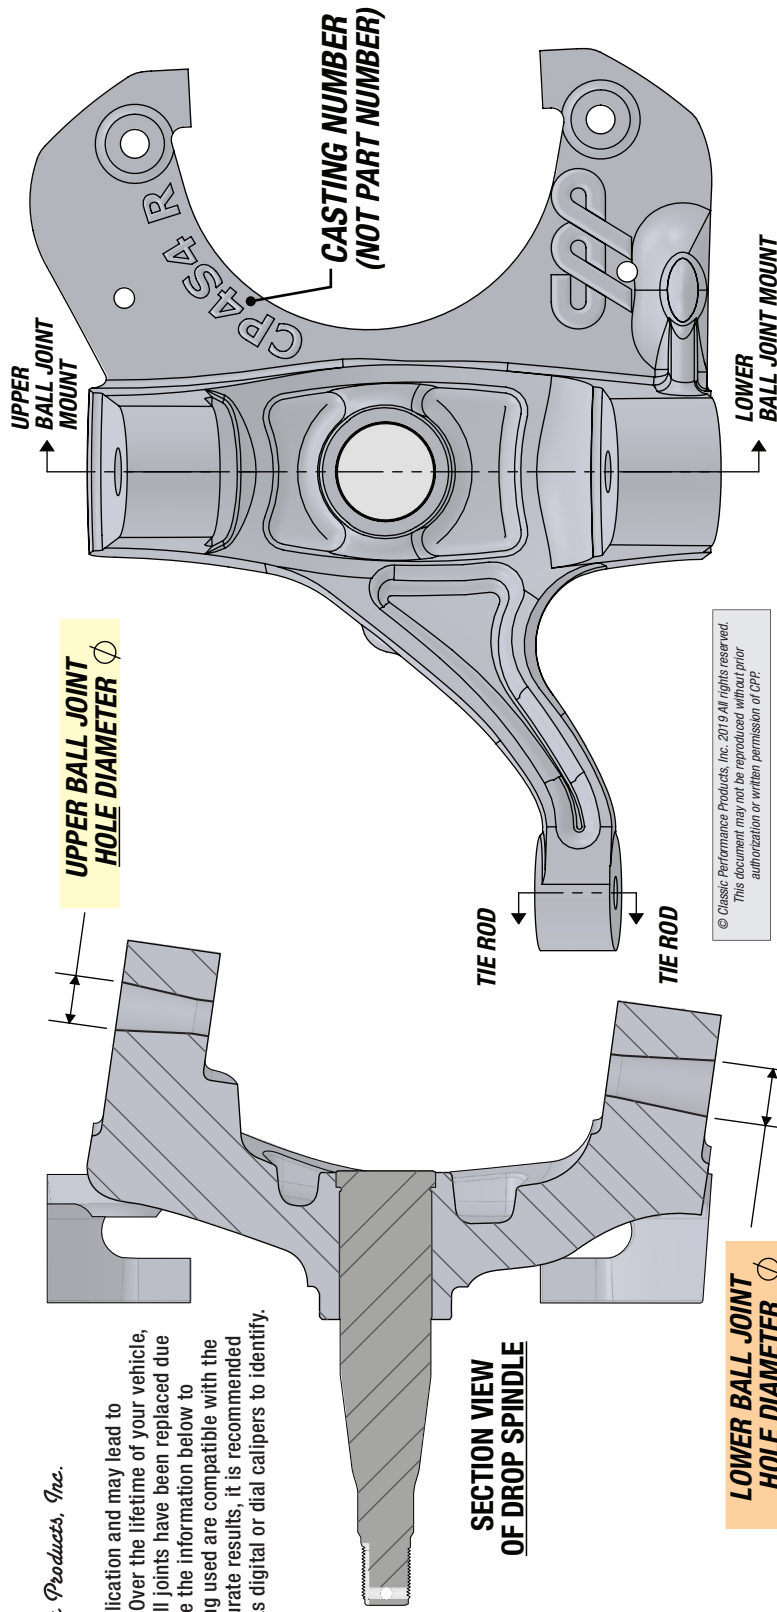 Products, Inc.
lication and may lead to
Over the lifetime of your vehicle,
ll joints have been replaced due
e the information below to
ng used are compatible with the
urate results, it is recommended
s digital or dial calipers to identify.
SECTION VIEW
OF DROP SPINDLE
UPPER BALL JOINT
HOLE DIAMETER
LOWER BALL JOINT
HOLE DIAMETER
TIE ROD
TIE ROD
UPPER
BALL JOINT
MOUNT
CP4S4 R
CASTING NUMBER
(NOT PART NUMBER)
CPP
LOWER
BALL JOINT MOUNT
© Classic Performance Products, Inc. 2019 All rights reserved.
This document may not be reproduced without prior
authorization or written permission of CPP.